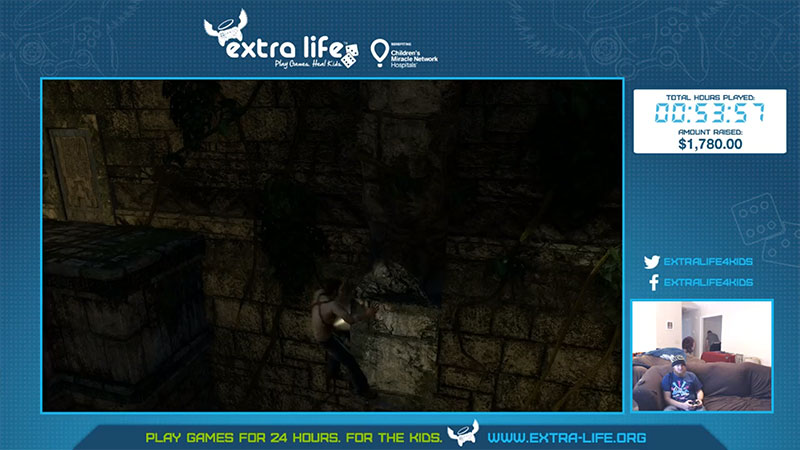 extra life
Play Games. Heal Kids.
BENEFITING
Children's
Miracle Network
Hospitals
TOTAL HOURS PLAYED:
00:53:57
AMOUNT RAISED:
$1,780.00
EXTRALIFE4KIDS
EXTRALIFE4KIDS
PLAY GAMES FOR 24 HOURS. FOR THE KIDS.
WWW.EXTRA-LIFE.ORG